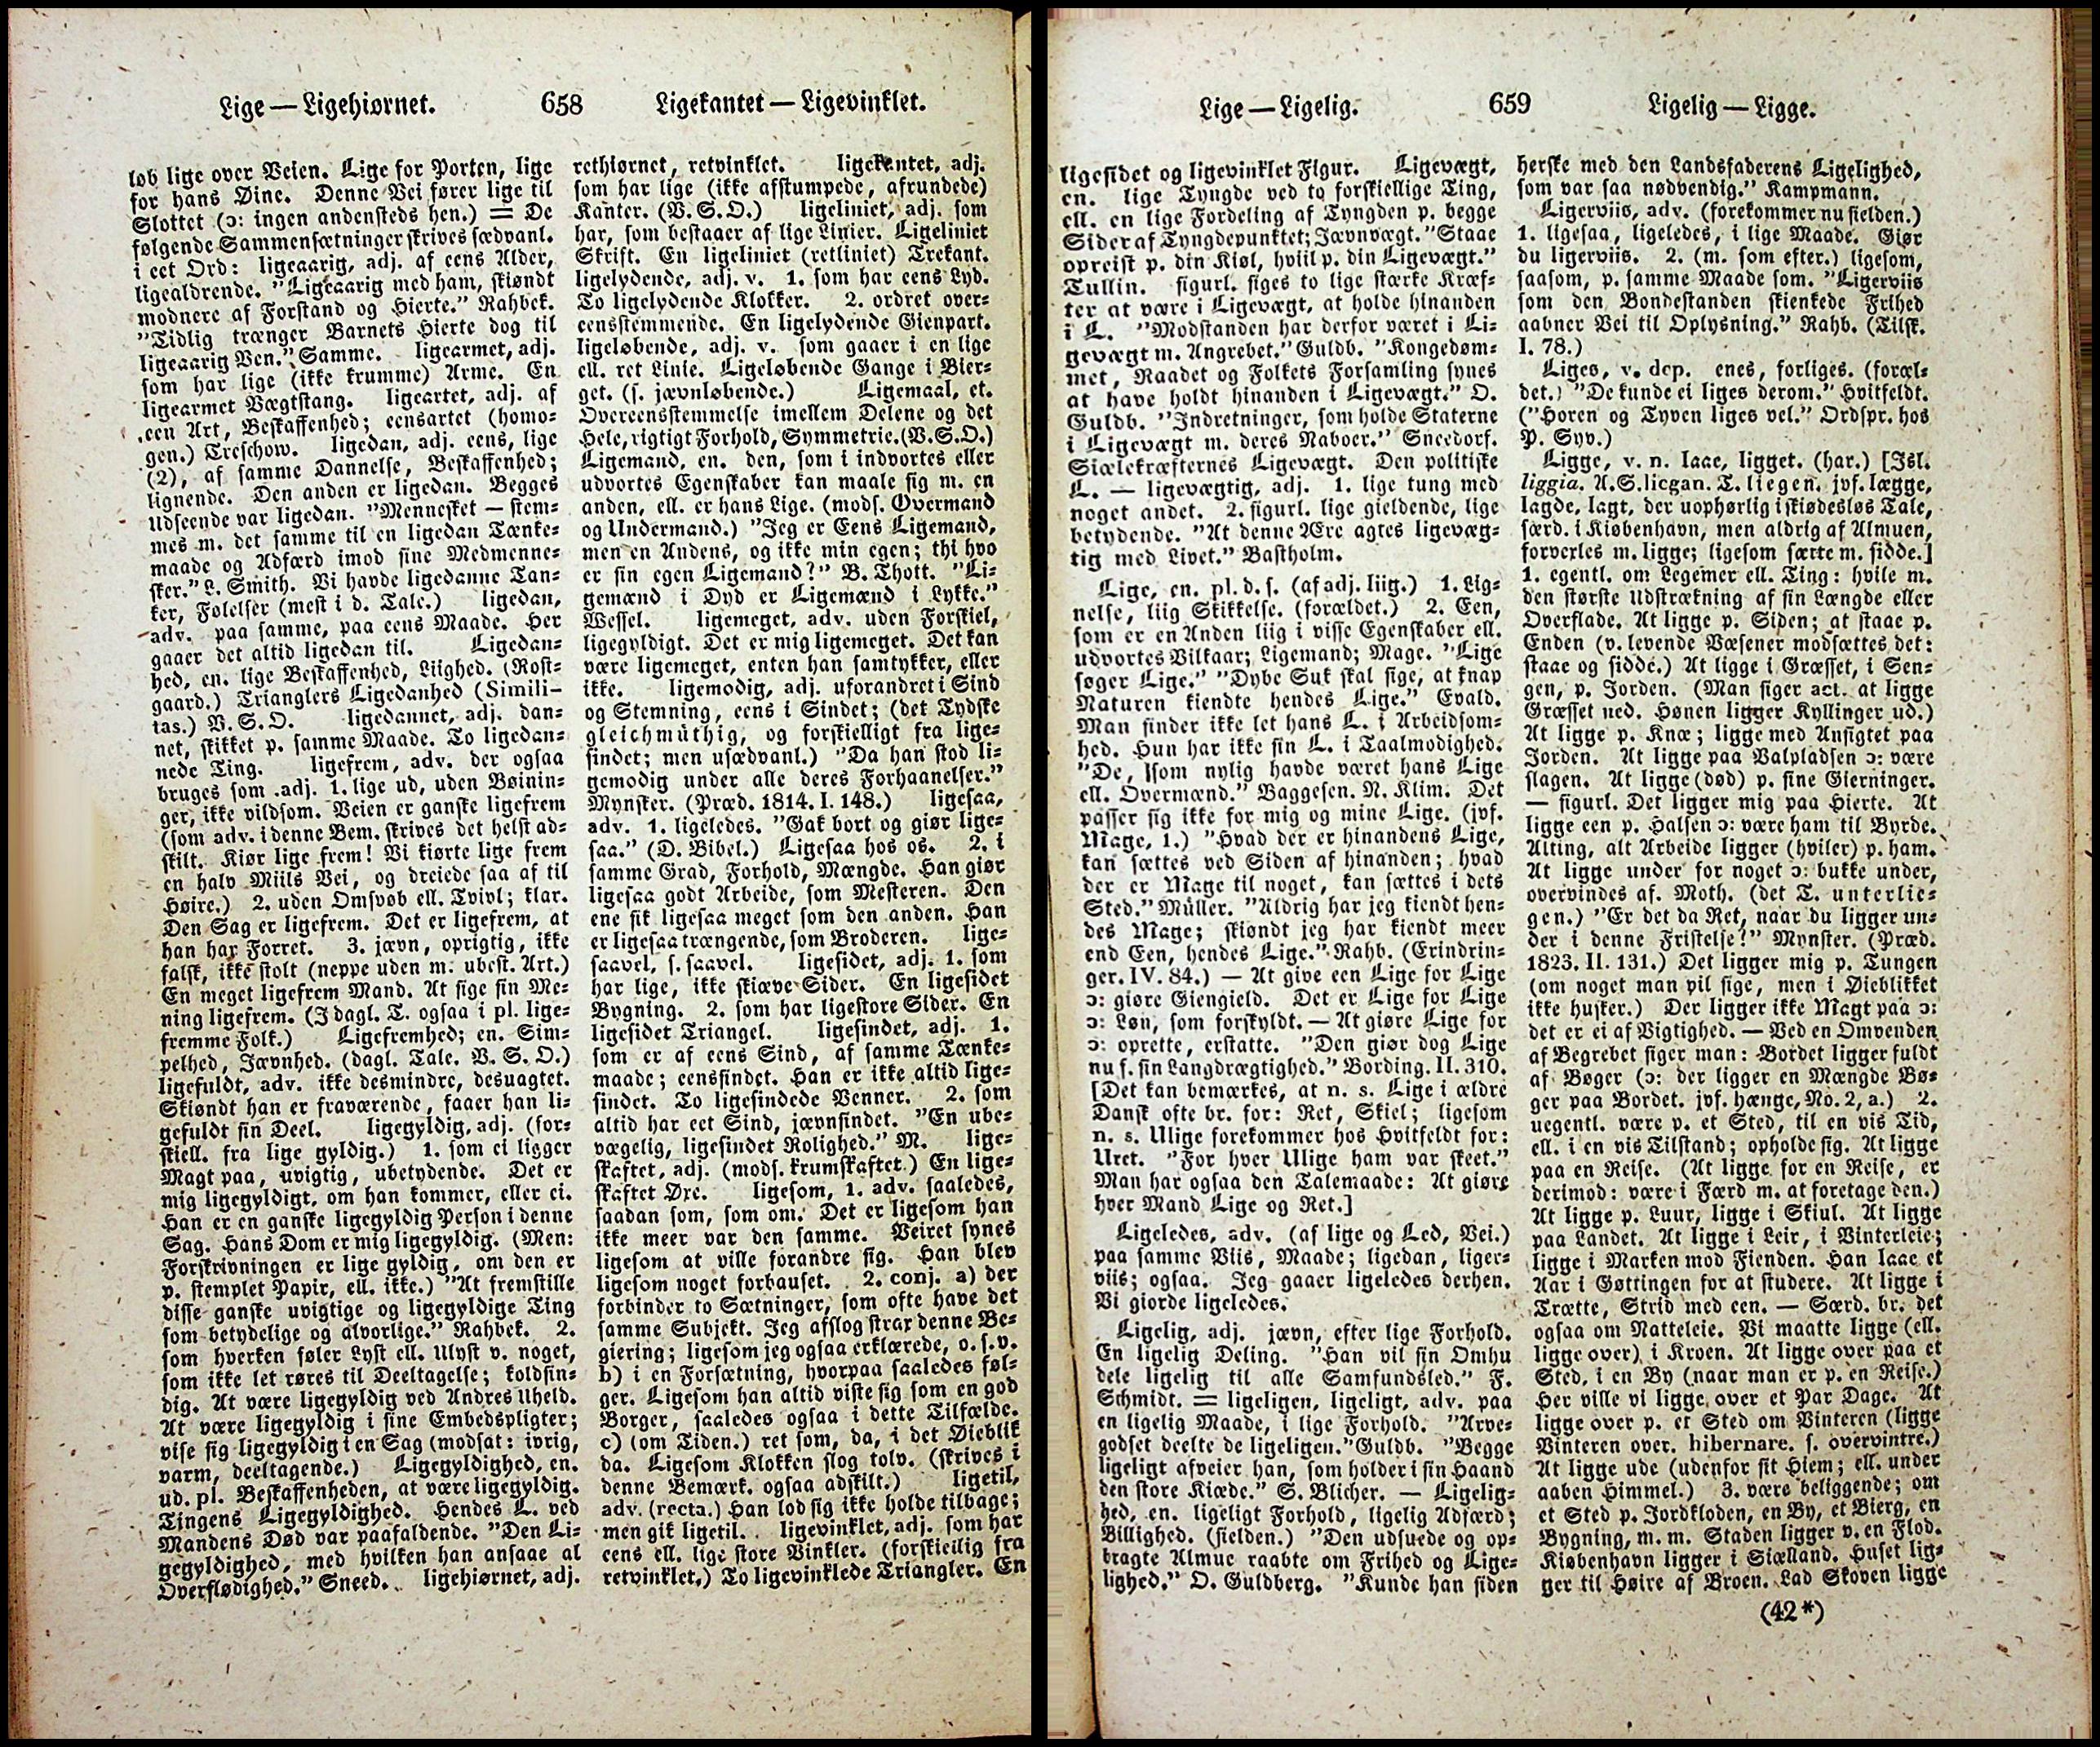 Lige — Ligehiørnet.
658
Ligekantet — Ligevinklet.
løb lige over Veien. Lige for Porten, lige
for hans Øine. Denne Vei fører lige til
Slottet (ɔ: ingen andensteds hen.) = De
følgende Sammensætninger skrives sædvanl.
i eet Ord: ligeaarig, adj. af eens Alder,
ligealdrende. "Ligeaarig med ham, skiøndt
modnere af Forstand og Hierte." Rahbek.
"Tidlig trænger Barnets Hierte dog til
ligeaarig Ven." Samme. ligearmet, adj.
som har lige (ikke krumme) Arme. En
ligearmet Vægtstang. ligeartet, adj. af
een Art, Beskaffenhed; eensartet (homo-
gen.) Treschow. ligedan, adj. eens, lige
(2), af samme Dannelse, Beskaffenhed;
lignende. Den anden er ligedan. Begges
Udseende var ligedan. "Mennesket — stem-
mes m. det samme til en ligedan Tænke-
maade og Adfærd imod sine Medmenne-
sker." L. Smith. Vi havde ligedanne Tan-
ker, Følelser (mest i d. Tale.) ligedan,
adv. paa samme, paa eens Maade. Her
gaaer det altid ligedan til. Ligedan-
hed, en. lige Beskaffenhed, Liighed. (Rost-
gaard.) Trianglers Ligedanhed (Simili-
tas.) V. S. O. ligedannet, adj. dan-
net, skikket p. samme Maade. To ligedan-
nede Ting. ligefrem, adv. der ogsaa
bruges som adj. 1. lige ud, uden Bøinin-
ger, ikke vildsom. Veien er ganske ligefrem
(som adv. i denne Bem. skrives det helst ad-
skilt. Kiør lige frem! Vi kiørte lige frem
en halv Miils Vei, og dreiede saa af til
Høire.) 2. uden Omsvøb ell. Tvivl; klar.
Den Sag er ligefrem. Det er ligefrem, at
han har Forret. 3. jævn, oprigtig, ikke
falsk, ikke stolt (neppe uden m. ubest. Art.)
En meget ligefrem Mand. At sige sin Me-
ning ligefrem. (I dagl. T. ogsaa i pl. lige-
fremme Folk.) Ligefremhed; en. Sim-
pelhed, Jævnhed. (dagl. Tale. V. S. O.)
ligefuldt, adv. ikke desmindre, desuagtet.
Skiøndt han er fraværende, faaer han li-
gefuldt sin Deel. ligegyldig, adj. (for-
skiell. fra lige gyldig.) 1. som ei ligger
Magt paa, uvigtig, ubetydende. Det er
mig ligegyldigt, om han kommer, eller ei.
Han er en ganske ligegyldig Person i denne
Sag. Hans Dom er mig ligegyldig. (Men:
Forskrivningen er lige gyldig, om den er
p. stemplet Papir, ell. ikke.) "At fremstille
disse ganske uvigtige og ligegyldige Ting
som betydelige og alvorlige." Rahbek. 2.
som hverken føler Lyst ell. Ulyst v. noget,
som ikke let røres til Deeltagelse; koldsin-
dig. At være ligegyldig ved Andres Uheld.
At være ligegyldig i sine Embedspligter;
vise sig ligegyldig i en Sag (modsat: ivrig,
varm, deeltagende.) Ligegyldighed, en.
ud. pl. Beskaffenheden, at være ligegyldig.
Tingens Ligegyldighed. Hendes L. ved
Mandens Død var paafaldende. "Den Li-
gegyldighed, med hvilken han ansaae al
Overflødighed." Sneed. ligehiørnet, adj.
rethiørnet, retvinklet. ligekantet, adj.
som har lige (ikke afstumpede, afrundede)
Kanter. (V. S. O.) ligeliniet, adj. som
har, som bestaaer af lige Linier. Ligeliniet
Skrift. En ligeliniet (retliniet) Trekant.
ligelydende, adj. v. 1. som har eens Lyd.
To ligelydende Klokker. 2. ordret over-
eensstemmende. En ligelydende Gienpart.
ligeløbende, adj. v. som gaaer i en lige
ell. ret Linie. Ligeløbende Gange i Bier-
get. (s. jævnløbende.) Ligemaal, et.
Overeensstemmelse imellem Delene og det
Hele, rigtigt Forhold, Symmetrie. (V.S.O.)
Ligemand, en. den, som i indvortes eller
udvortes Egenskaber kan maale sig m. en
anden, ell. er hans Lige. (mods. Overmand
og Undermand.) "Jeg er Eens Ligemand,
men en Andens, og ikke min egen; thi hvo
er sin egen Ligemand?" B. Thott. "Li-
gemænd i Dyd er Ligemænd i Lykke."
Wessel. ligemeget, adv. uden Forskiel,
ligegyldigt. Det er mig ligemeget. Det kan
være ligemeget, enten han samtykker, eller
ikke. ligemodig, adj. uforandret i Sind
og Stemning, eens i Sindet; (det Tydske
gleichmüthig, og forskielligt fra lige-
sindet; men usædvanl.) "Da han stod li-
gemodig under alle deres Forhaanelser."
Mynster. (Præd. 1814. I. 148.) ligesaa,
adv. 1. ligeledes. "Gak bort og giør lige-
saa." (D. Bibel.) Ligesaa hos os. 2. i
samme Grad, Forhold, Mængde. Han giør
ligesaa godt Arbeide, som Mesteren. Den
ene fik ligesaa meget som den anden. Han
er ligesaa trængende, som Broderen. lige-
saavel, s. saavel. ligesidet, adj. 1. som
har lige, ikke skiæve Sider. En ligesidet
Bygning. 2. som har ligestore Sider. En
ligesidet Triangel. ligesindet, adj. 1.
som er af eens Sind, af samme Tænke-
maade; eenssindet. Han er ikke altid lige-
sindet. To ligesindede Venner. 2. som
altid har eet Sind, jævnsindet. "En ube-
vægelig, ligesindet Rolighed." M. lige-
skaftet, adj. (mods. krumskaftet.) En lige-
skaftet Øxe. ligesom, 1. adv. saaledes,
saadan som, som om. Det er ligesom han
ikke meer var den samme. Veiret synes
ligesom at ville forandre sig. Han blev
ligesom noget forbauset. 2. conj. a) der
forbinder to Sætninger, som ofte have det
samme Subjekt. Jeg afslog strax denne Be-
giering; ligesom jeg ogsaa erklærede, o. s. v.
b) i en Forsætning, hvorpaa saaledes føl-
ger. Ligesom han altid viste sig som en god
Borger, saaledes ogsaa i dette Tilfælde.
c) (om Tiden.) ret som, da, i det Øieblik
da. Ligesom Klokken slog tolv. (skrives i
denne Bemærk. ogsaa adskilt.) ligetil,
adv. (recta.) Han lod sig ikke holde tilbage;
men gik ligetil. ligevinklet, adj. som har
eens ell. lige store Vinkler. (forskiellig fra
retvinklet.) To ligevinklede Triangler. En
Lige — Ligelig.
659
Ligelig — Ligge.
ligesidet og ligevinklet Figur. Ligevægt,
en. lige Tyngde ved to forskiellige Ting,
ell. en lige Fordeling af Tyngden p. begge
Sider af Tyngdepunktet; Jævnvægt. "Staae
opreist p. din Kiøl, hviil p. din Ligevægt."
Tullin. figurl. siges to lige stærke Kræf-
ter at være i Ligevægt, at holde hinanden
i L. "Modstanden har derfor været i Li-
gevægt m. Angrebet." Guldb. "Kongedøm-
met, Raadet og Folkets Forsamling synes
at have holdt hinanden i Ligevægt." O.
Guldb. "Indretninger, som holde Staterne
i Ligevægt m. deres Naboer." Sneedorf.
Siælekræfternes Ligevægt. Den politiske
L. — ligevægtig, adj. 1. lige tung med
noget andet. 2. figurl. lige gieldende, lige
betydende. "At denne Ære agtes ligevæg-
tig med Livet." Bastholm.
Lige, en. pl. d. s. (af adj. liig.) 1. Lig-
nelse, liig Skikkelse. (forældet.) 2. Een,
som er en Anden liig i visse Egenskaber ell.
udvortes Vilkaar; Ligemand; Mage. "Lige
søger Lige." "Dybe Suk skal sige, at knap
Naturen kiendte hendes Lige." Evald.
Man finder ikke let hans L. i Arbeidsom-
hed. Hun har ikke sin L. i Taalmodighed.
"De, som nylig havde været hans Lige
ell. Overmænd." Baggesen. N. Klim. Det
passer sig ikke for mig og mine Lige. (jvf.
Mage, 1.) "Hvad der er hinandens Lige,
kan sættes ved Siden af hinanden; hvad
der er Mage til noget, kan sættes i dets
Sted." Müller. "Aldrig har jeg kiendt hen-
des Mage; skiøndt jeg har kiendt meer
end Een, hendes Lige." Rahb. (Erindrin-
ger. IV. 84.) — At give een Lige for Lige
ɔ: giøre Giengield. Det er Lige for Lige
ɔ: Løn, som forskyldt. — At giøre Lige for
ɔ: oprette, erstatte. "Den giør dog Lige
nu f. sin Langdrægtighed." Bording. II. 310.
[Det kan bemærkes, at n. s. Lige i ældre
Dansk ofte br. for: Ret, Skiel; ligesom
n. s. Ulige forekommer hos Hvitfeldt for:
Uret. "For hver Ulige ham var skeet."
Man har ogsaa den Talemaade: At giøre
hver Mand Lige og Ret.]
Ligeledes, adv. (af lige og Led, Vei.)
paa samme Viis, Maade; ligedan, liger-
viis; ogsaa. Jeg gaaer ligeledes derhen.
Vi giorde ligeledes.
Ligelig, adj. jævn, efter lige Forhold.
En ligelig Deling. "Han vil sin Omhu
dele ligelig til alle Samfundsled." F.
Schmidt. = ligeligen, ligeligt, adv. paa
en ligelig Maade, i lige Forhold. "Arve-
godset deelte de ligeligen." Guldb. "Begge
ligeligt afveier han, som holder i sin Haand
den store Kiæde." S. Blicher. — Ligelig-
hed, en. ligeligt Forhold, ligelig Adfærd;
Billighed. (sielden.) "Den udsuede og op-
bragte Almue raabte om Frihed og Lige-
lighed." O. Guldberg. "Kunde han siden
herske med den Landsfaderens Ligelighed,
som var saa nødvendig." Kampmann.
Ligerviis, adv. (forekommer nu sielden.)
1. ligesaa, ligeledes, i lige Maade. Giør
du ligerviis. 2. (m. som efter.) ligesom,
saasom, p. samme Maade som. "Ligerviis
som den Bondestanden skienkede Frihed
aabner Vei til Oplysning." Rahb. (Tilsk.
I. 78.)
Liges, v. dep. enes, forliges. (foræl-
det.) "De kunde ei liges derom." Hvitfeldt.
("Horen og Tyven liges vel." Ordspr. hos
P. Syv.)
Ligge, v. n. laae, ligget. (har.) [Isl.
liggia. A.S. licgan. T. liegen. jvf. lægge,
lagde, lagt, der uophørlig i skiødesløs Tale,
særd. i Kiøbenhavn, men aldrig af Almuen,
forvexles m. ligge; ligesom sætte m. sidde.]
1. egentl. om Legemer ell. Ting: hvile m.
den største Udstrækning af sin Længde eller
Overflade. At ligge p. Siden; at staae p.
Enden (v. levende Væsener modsættes det:
staae og sidde.) At ligge i Græsset, i Sen-
gen, p. Jorden. (Man siger act. at ligge
Græsset ned. Hønen ligger Kyllinger ud.)
At ligge p. Knæ; ligge med Ansigtet paa
Jorden. At ligge paa Valpladsen ɔ: være
slagen. At ligge (død) p. sine Gierninger.
— figurl. Det ligger mig paa Hierte. At
ligge een p. Halsen ɔ: være ham til Byrde.
Alting, alt Arbeide ligger (hviler) p. ham.
At ligge under for noget ɔ: bukke under,
overvindes af. Moth. (det T. unterlie-
gen.) "Er det da Ret, naar du ligger un-
der i denne Fristelse?" Mynster. (Præd.
1823. II. 131.) Det ligger mig p. Tungen
(om noget man vil sige, men i Øieblikket
ikke husker.) Der ligger ikke Magt paa ɔ:
det er ei af Vigtighed. — Ved en Omvenden
af Begrebet siger man: Bordet ligger fuldt
af Bøger (ɔ: der ligger en Mængde Bø-
ger paa Bordet. jvf. hænge, No. 2, a.) 2.
uegentl. være p. et Sted, til en vis Tid,
ell. i en vis Tilstand; opholde sig. At ligge
paa en Reise. (At ligge for en Reise, er
derimod: være i Færd m. at foretage den.)
At ligge p. Luur, ligge i Skiul. At ligge
paa Landet. At ligge i Leir, i Vinterleie;
ligge i Marken mod Fienden. Han laae et
Aar i Gøttingen for at studere. At ligge i
Trætte, Strid med een. — Særd. br. det
ogsaa om Natteleie. Vi maatte ligge (ell.
ligge over) i Kroen. At ligge over paa et
Sted, i en By (naar man er p. en Reise.)
Her ville vi ligge over et Par Dage. At
ligge over p. et Sted om Vinteren (ligge
Vinteren over. hibernare. s. overvintre.)
At ligge ude (udenfor sit Hiem; ell. under
aaben Himmel.) 3. være beliggende; om
et Sted p. Jordkloden, en By, et Bierg, en
Bygning, m. m. Staden ligger v. en Flod.
Kiøbenhavn ligger i Siælland. Huset lig-
ger til Høire af Broen. Lad Skoven ligge
(42*)